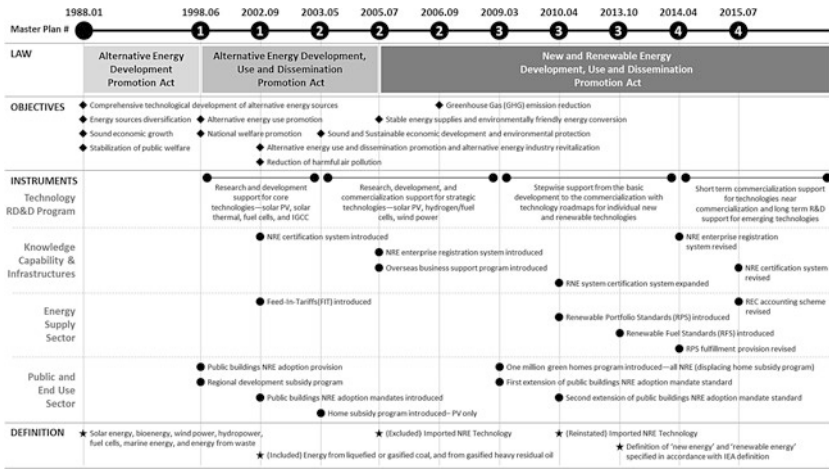 1988.01 1998.06 2002.09 2003.05 2005.07 2006.09 2009.03 2010.04 2013.10 2014.04 2015.07
Master Plan # 1 1 2 2 2 3 3 3 4 4
LAW
Alternative Energy
Development
Promotion Act
Alternative Energy Development,
Use and Dissemination
Promotion Act
New and Renewable Energy
Development, Use and Dissemination
Promotion Act
OBJECTIVES
Comprehensive technological development of alternative energy sources
Greenhouse Gas (GHG) emission reduction
Energy sources diversification
Alternative energy use promotion
Stable energy supplies and environmentally friendly energy conversion
Sound economic growth
National welfare promotion
Sound and Sustainable economic development and environmental protection
Stabilization of public welfare
Alternative energy use and dissemination promotion and alternative energy industry revitalization
Reduction of harmful air pollution
INSTRUMENTS
Technology
RD&D Program
Research and development
support for core
technologies—solar PV, solar
thermal, fuel cells, and IGCC
Research, development, and
commercialization support for strategic
technologies—solar PV, hydrogen/fuel
cells, wind power
Stepwise support from the basic
development to the commercialization with
technology roadmaps for individual new
and renewable technologies
Short term commercialization support
for technologies near
commercialization and long term R&D
support for emerging technologies
Knowledge
Capability &
Infrastructures
NRE certification system introduced
NRE enterprise registration
system revised
NRE enterprise registration system introduced
Overseas business support program introduced
NRE certification system
revised
RNE system certification system expanded
Energy
Supply
Sector
Feed-In-Tariffs(FIT) introduced
REC accounting scheme
revised
Renewable Portfolio Standards (RPS) introduced
Renewable Fuel Standards (RFS) introduced
RPS fulfillment provision revised
Public and
End Use
Sector
Public buildings NRE adoption provision
One million green homes program introduced—all NRE (displacing home subsidy program)
Regional development subsidy program
First extension of public buildings NRE adoption mandate standard
Public buildings NRE adoption mandates introduced
Second extension of public buildings NRE adoption mandate standard
Home subsidy program introduced– PV only
DEFINITION
Solar energy, bioenergy, wind power, hydropower,
fuel cells, marine energy, and energy from waste
(Excluded) Imported NRE Technology
(Reinstated) Imported NRE Technology
(Included) Energy from liquefied or gasified coal, and from gasified heavy residual oil
Definition of ‘new energy’ and ‘renewable energy’
specified in accordance with IEA definition